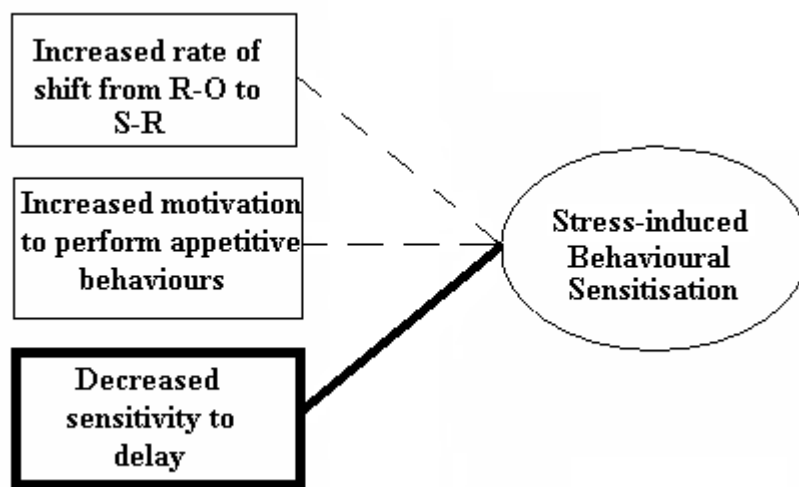 Increased rate of
shift from R-O to
S-R
Increased motivation
to perform appetitive
behaviours
Decreased
sensitivity to
delay
Stress-induced
Behavioural
Sensitisation